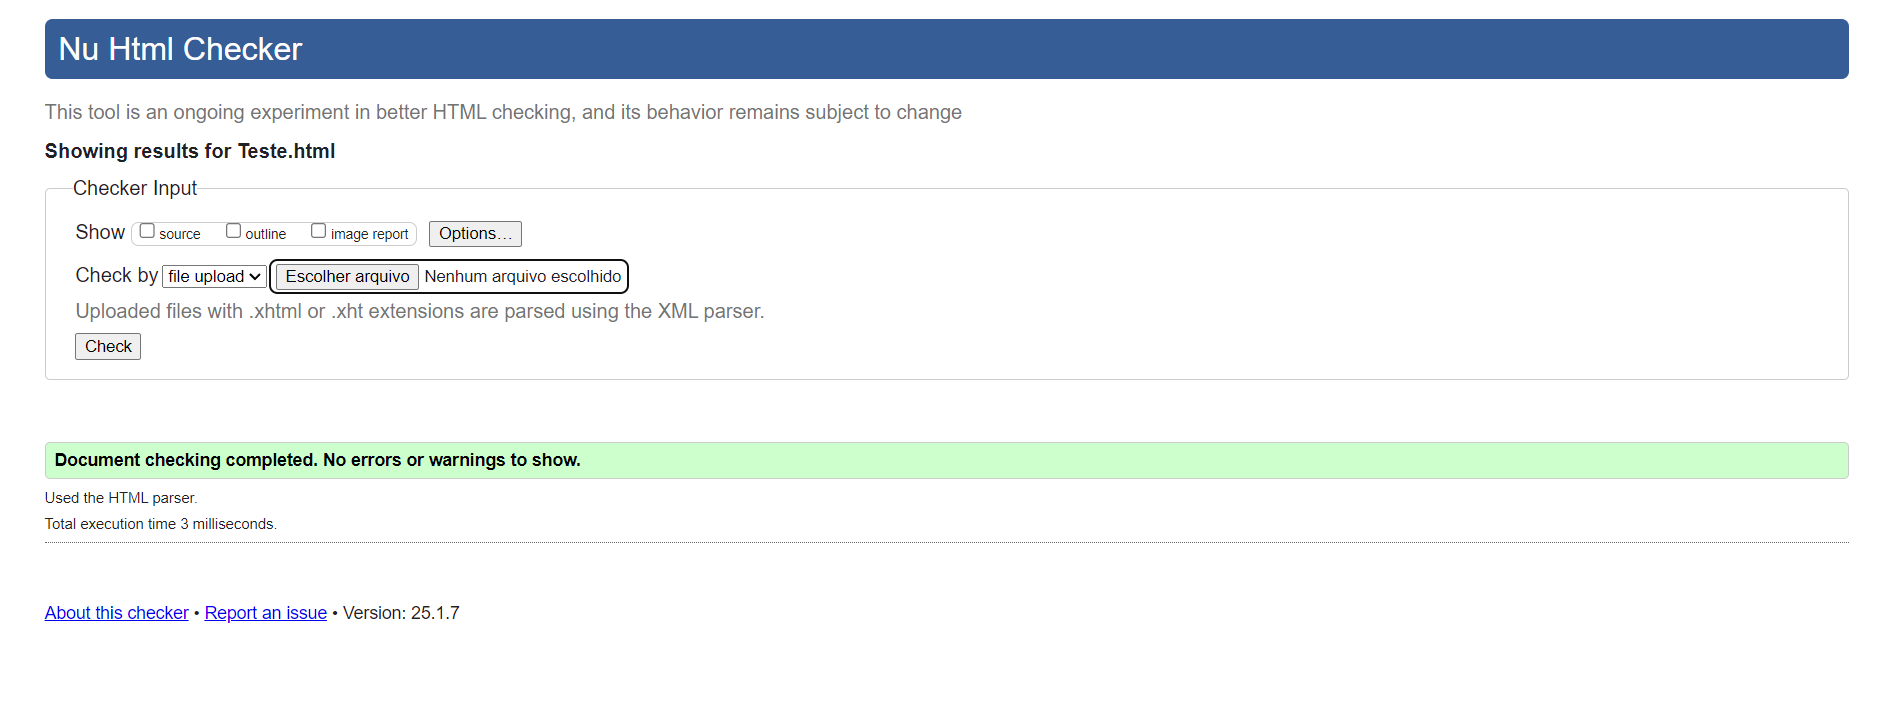 Nu Html Checker
This tool is an ongoing experiment in better HTML checking, and its behavior remains subject to change
Showing results for Teste.html
Checker Input
Show source outline image report Options…
Check by file upload Escolher arquivo Nenhum arquivo escolhido
Uploaded files with .xhtml or .xht extensions are parsed using the XML parser.
Check
Document checking completed. No errors or warnings to show.
Used the HTML parser.
Total execution time 3 milliseconds.
About this checker • Report an issue • Version: 25.1.7